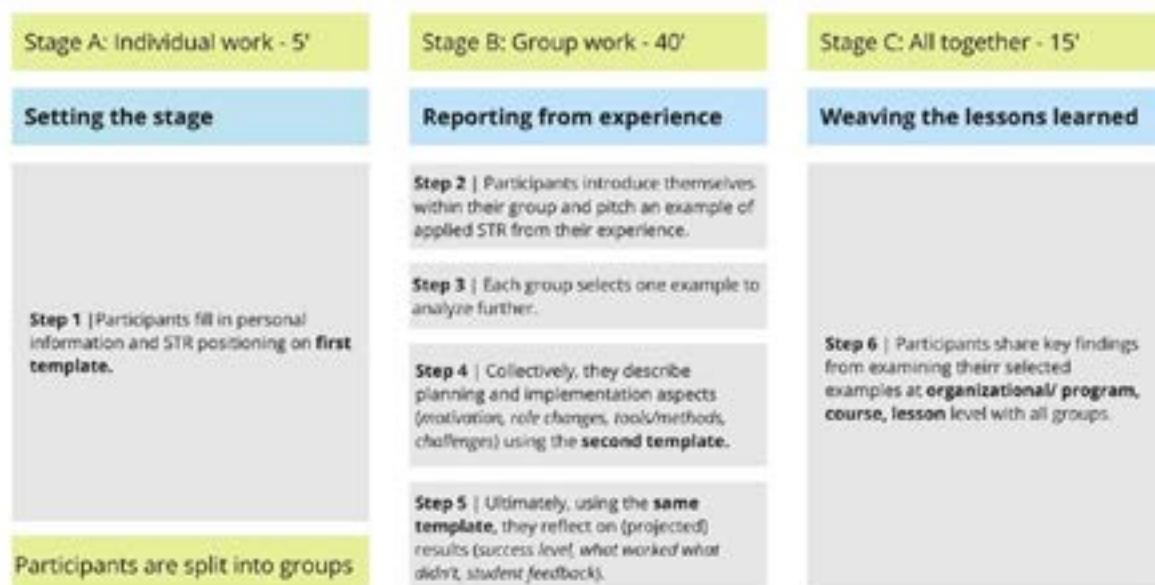 Stage A: Individual work - 5'
Setting the stage
Step 1 |Participants fill in personal
information and STR positioning on first
template.
Participants are split into groups
Stage B: Group work - 40'
Reporting from experience
Step 2 | Participants introduce themselves
within their group and pitch an example of
applied STR from their experience.
Step 3 | Each group selects one example to
analyze further.
Step 4 | Collectively, they describe
planning and implementation aspects
(motivation, role changes, tools/methods,
challenges) using the second template.
Step 5 | Ultimately, using the same
template, they reflect on (projected)
results (success level, what worked what
didn't, student feedback).
Stage C: All together - 15'
Weaving the lessons learned
Step 6 | Participants share key findings
from examining theirr selected
examples at organizational/ program,
course, lesson level with all groups.